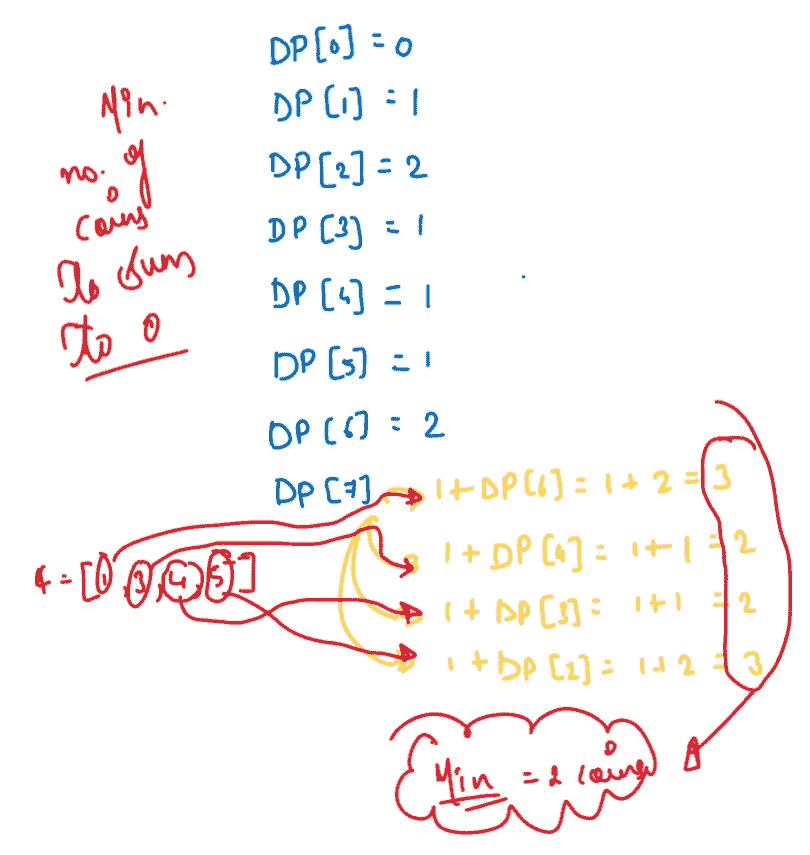 DP[0] = 0
DP[1] = 1
DP[2] = 2
DP[3] = 1
DP[4] = 1
DP[5] = 1
DP[6] = 2
DP[7]
Min.
no. of
coins
to sum
to 0
1+DP[6] = 1+2 = 3
1+DP[4] = 1+1 = 2
1+DP[3] = 1+1 = 2
1+DP[2] = 1+2 = 3
= [1, 3, 4, 5]
Min = 2 coins